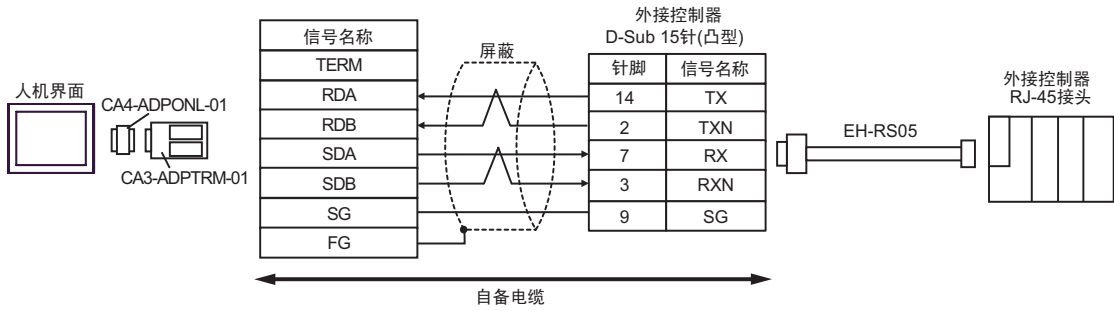 人机界面
CA4-ADPONL-01
CA3-ADPTRM-01
信号名称
TERM
RDA
RDB
SDA
SDB
SG
FG
屏蔽
外接控制器
D-Sub 15针(凸型)
针脚 信号名称
14 TX
2 TXN
7 RX
3 RXN
9 SG
EH-RS05
外接控制器
RJ-45接头
自备电缆